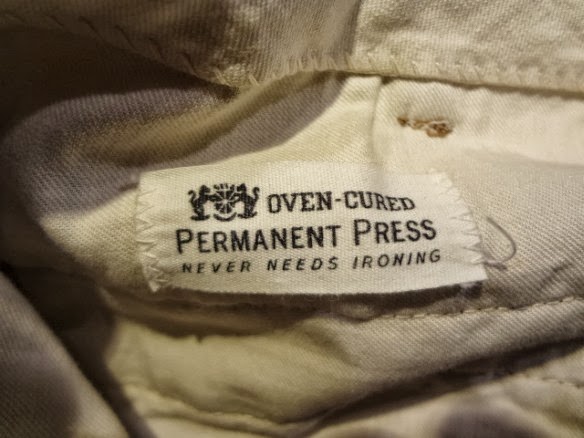 OVEN-CURED
PERMANENT PRESS
NEVER NEEDS IRONING